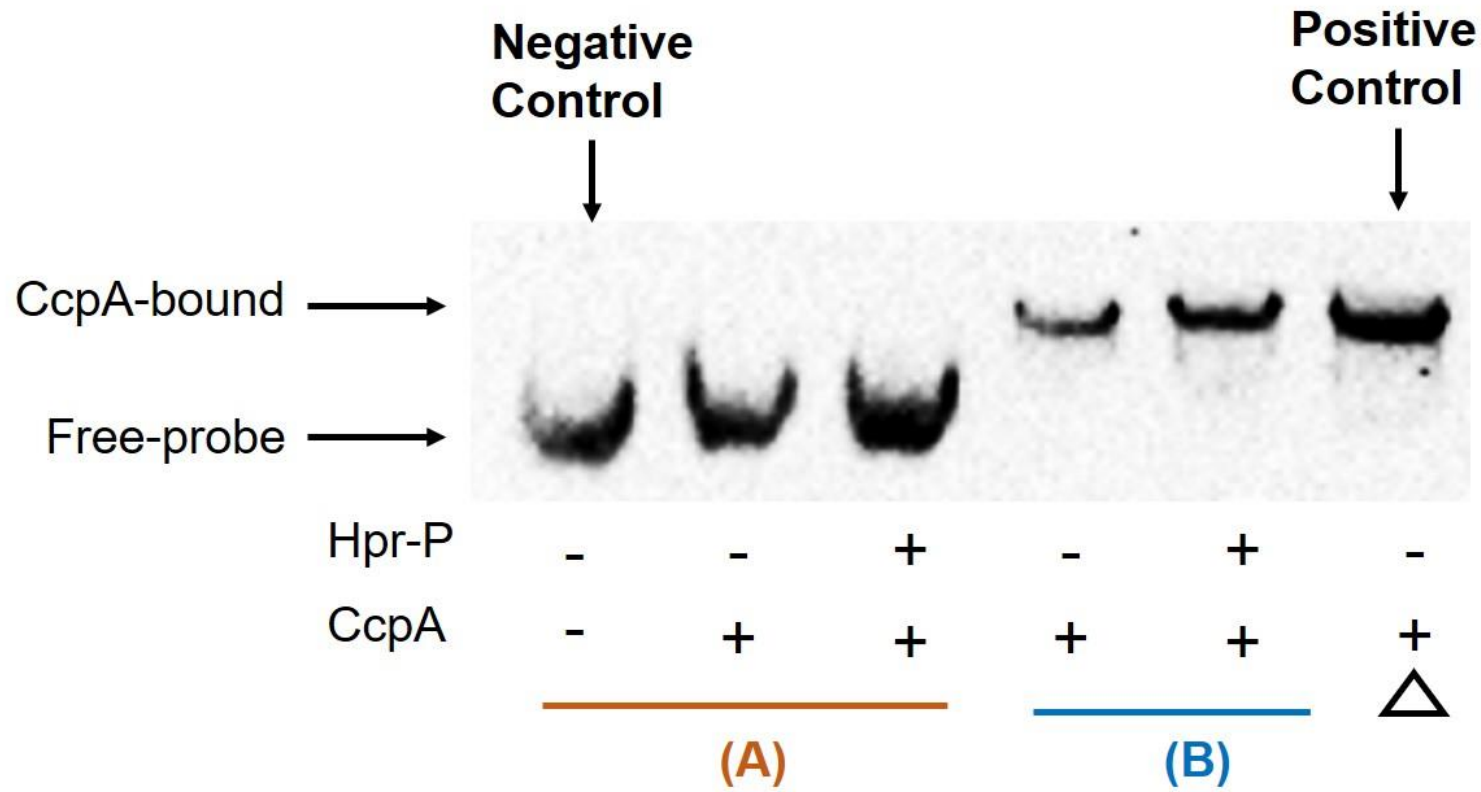 Negative
Control
Positive
Control
CcpA-bound
Free-probe
Hpr-P - - + - + -
CcpA - + + + + +
(A)
(B)